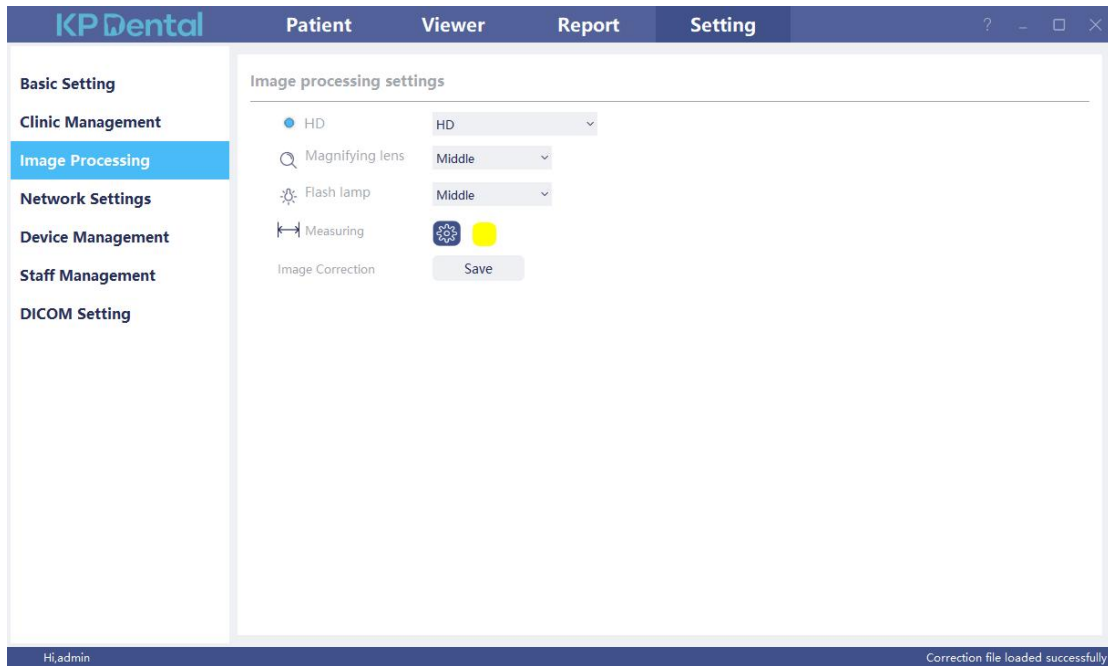 KP Dental Patient Viewer Report Setting ?
Basic Setting
Clinic Management
Image Processing
Network Settings
Device Management
Staff Management
DICOM Setting
Image processing settings
HD HD
Magnifying lens Middle
Flash lamp Middle
Measuring
Image Correction Save
Hi,admin Correction file loaded successfully